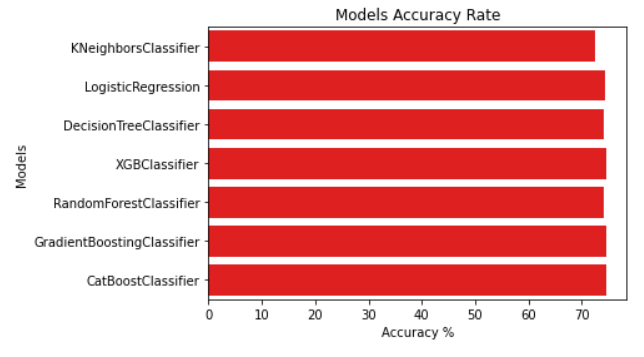 Models Accuracy Rate
KNeighborsClassifier
LogisticRegression
DecisionTreeClassifier
XGBClassifier
RandomForestClassifier
GradientBoostingClassifier
CatBoostClassifier
Models
0 10 20 30 40 50 60 70
Accuracy %